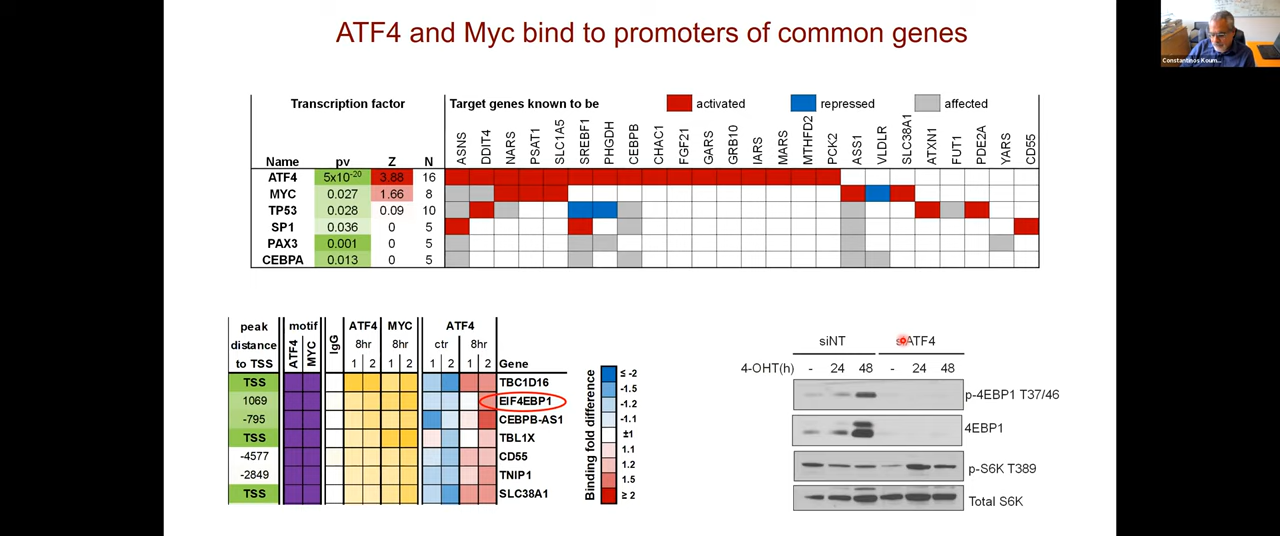 ATF4 and Myc bind to promoters of common genes
Constantinos Koum...
Transcription factor
Target genes known to be
activated
repressed
affected
Name pv Z N ASNS DDIT4 NARS PSAT1 SLC1A5 SREBF1 PHGDH CEBPB CHAC1 FGF21 GARS GRB10 IARS MARS MTHFD2 PCK2 ASS1 VLDLR SLC38A1 ATXN1 FUT1 PDE2A YARS CD55
ATF4 5x10-20 3.88 16
MYC 0.027 1.66 8
TP53 0.028 0.09 10
SP1 0.036 0 5
PAX3 0.001 0 5
CEBPA 0.013 0 5
peak motif ATF4 MYC ATF4
distance 8hr 8hr ctr 8hr
to TSS ATF4 MYC IgG 1 2 1 2 1 2 1 2 Gene
TSS TBC1D16
1069 EIF4EBP1
-795 CEBPB-AS1
TSS TBL1X
-4577 CD55
-2849 TNIP1
TSS SLC38A1
Binding fold difference
≤ -2
-1.5
-1.2
-1.1
±1
1.1
1.2
1.5
≥ 2
siNT siATF4
4-OHT(h) - 24 48 - 24 48
p-4EBP1 T37/46
4EBP1
p-S6K T389
Total S6K